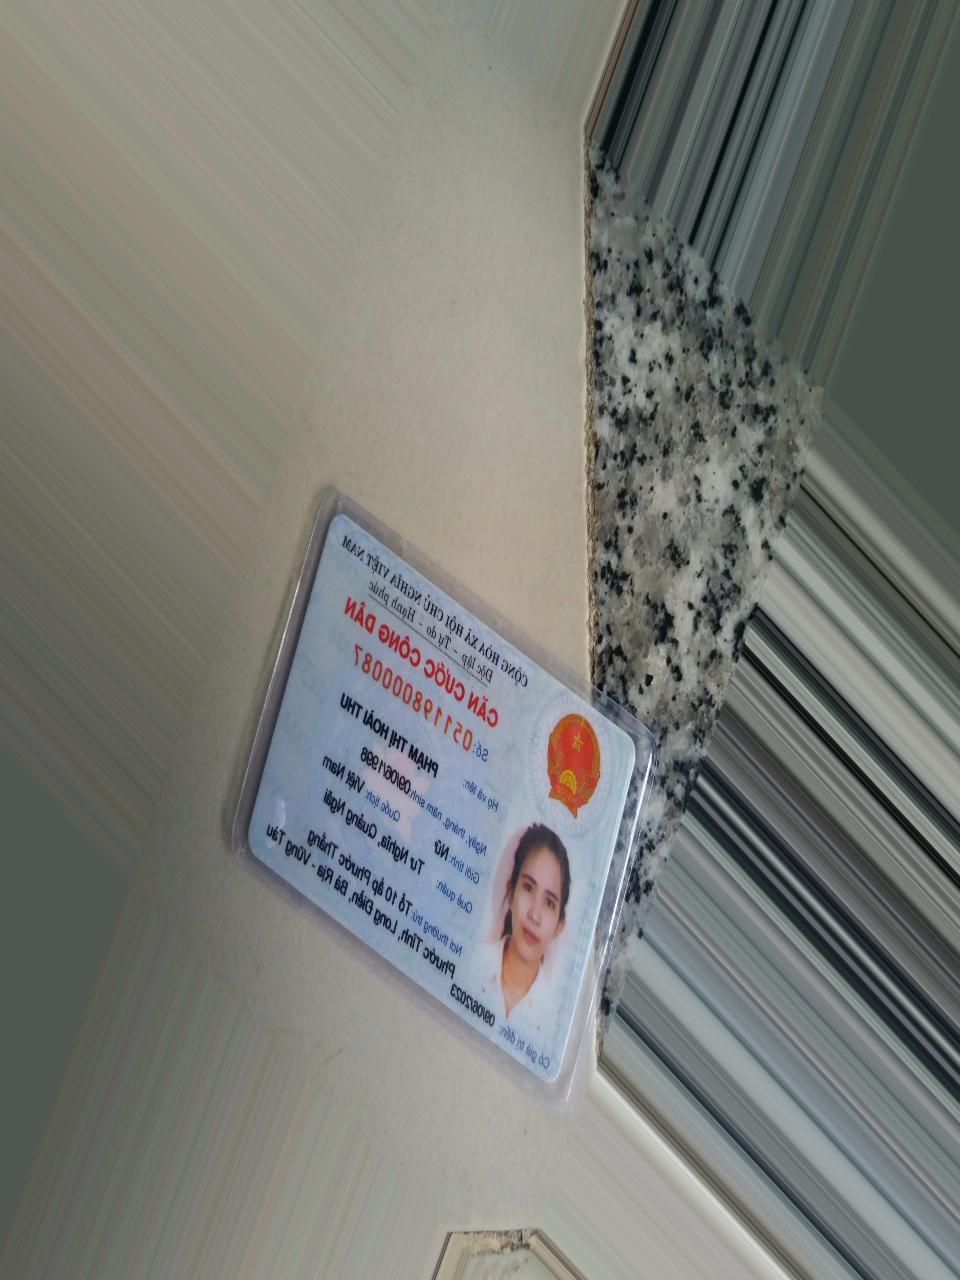 CỘNG HÒA XÃ HỘI CHỦ NGHĨA VIỆT NAM
Độc lập - Tự do - Hạnh phúc
CĂN CƯỚC CÔNG DÂN
Số: 051198000087
Họ và tên:
PHẠM THỊ HOÀI THU
Ngày, tháng, năm sinh: 09/06/1998
Giới tính: Nữ Quốc tịch: Việt Nam
Quê quán: Tư Nghĩa, Quảng Ngãi
Nơi thường trú: Tổ 10 ấp Phước Thắng
Phước Tỉnh, Long Điền, Bà Rịa - Vũng Tàu
Có giá trị đến: 09/06/2023